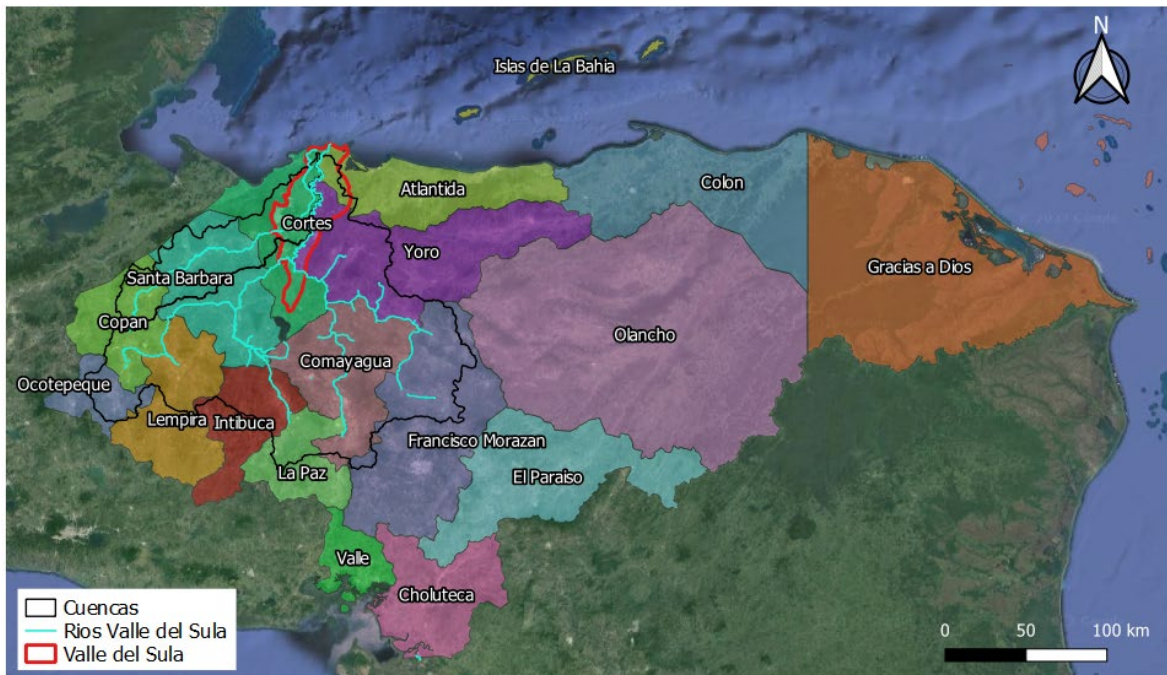 N
Islas de La Bahia
Atlantida
Colon
Cortes
Yoro
Gracias a Dios
Santa Barbara
Copan
Olancho
Comayagua
Ocotepeque
Lempira
Intibuca
Francisco Morazan
La Paz
El Paraiso
Valle
Choluteca
Cuencas
Rios Valle del Sula
Valle del Sula
0 50 100 km